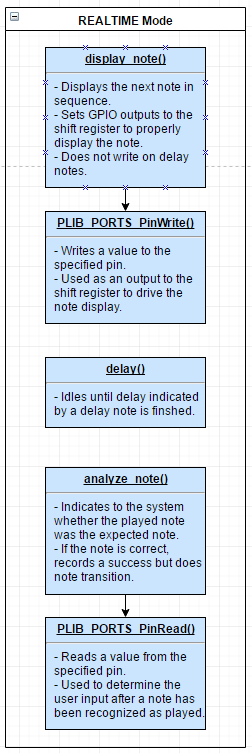 REALTIME Mode
display_note()
- Displays the next note in
sequence.
- Sets GPIO outputs to the
shift register to properly
display the note.
- Does not write on delay
notes.
PLIB_PORTS_PinWrite()
- Writes a value to the
specified pin.
- Used as an output to the
shift register to drive the
note display.
delay()
- Idles until delay indicated
by a delay note is finshed.
analyze_note()
- Indicates to the system
whether the played note
was the expected note.
- If the note is correct,
records a success but does
note transition.
PLIB_PORTS_PinRead()
- Reads a value from the
specified pin.
- Used to determine the
user input after a note has
been recognized as played.